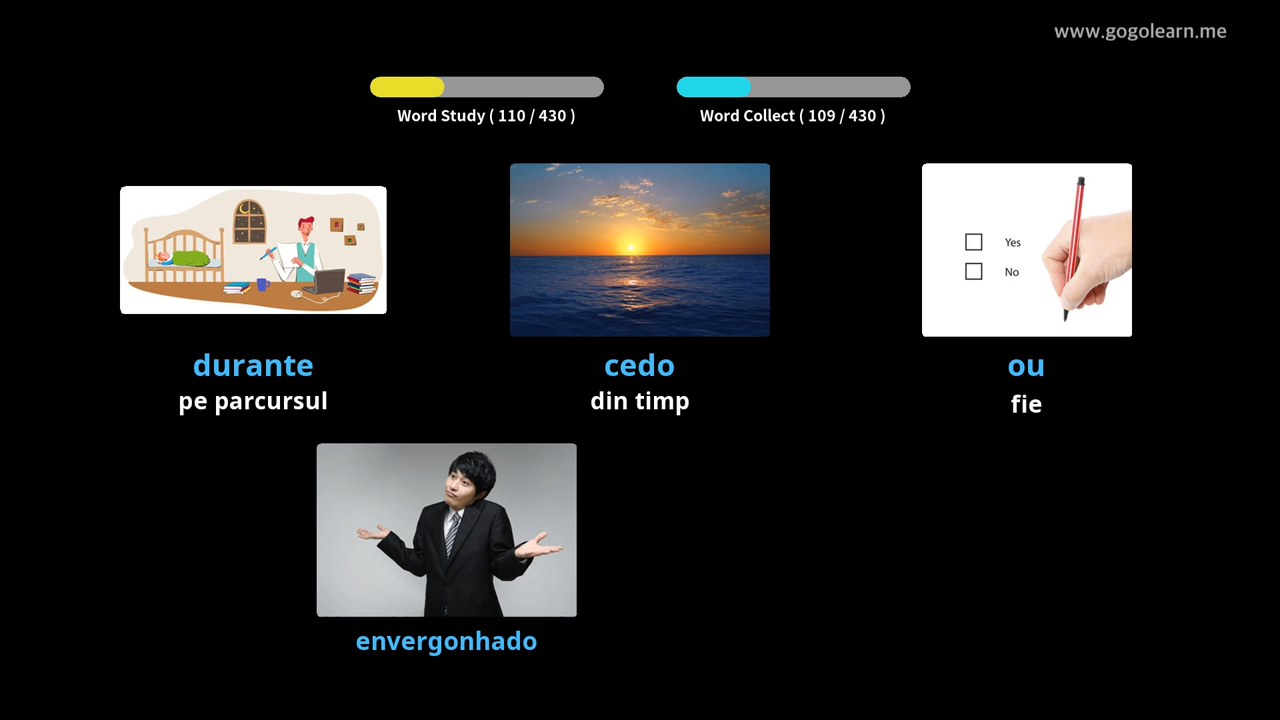 www.gogolearn.me
Word Study ( 110 / 430 )
Word Collect ( 109 / 430 )
Yes
No
durante
pe parcursul
cedo
din timp
ou
fie
envergonhado